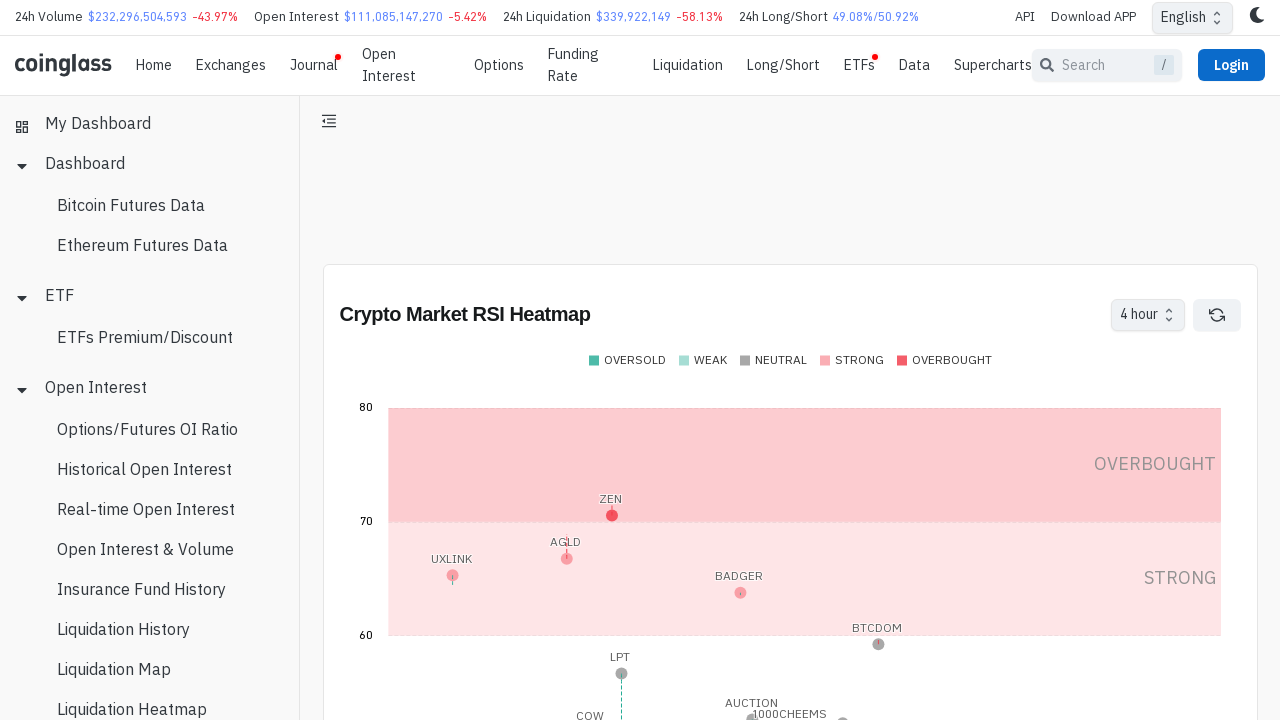 24h Volume $232,296,504,593 -43.97% Open Interest $111,085,147,270 -5.42% 24h Liquidation $339,922,149 -58.13% 24h Long/Short 49.08%/50.92% API Download APP English
coinglass Home Exchanges Journal Open Interest Options Funding Rate Liquidation Long/Short ETFs Data Supercharts Search / Login
My Dashboard
Dashboard
Bitcoin Futures Data
Ethereum Futures Data
ETF
ETFs Premium/Discount
Open Interest
Options/Futures OI Ratio
Historical Open Interest
Real-time Open Interest
Open Interest & Volume
Insurance Fund History
Liquidation History
Liquidation Map
Liquidation Heatmap
Crypto Market RSI Heatmap
4 hour
OVERSOLD WEAK NEUTRAL STRONG OVERBOUGHT
80
OVERBOUGHT
ZEN
70
AGLD
UXLINK
BADGER
STRONG
BTCDOM
60
LPT
AUCTION
COW
1000CHEEMS